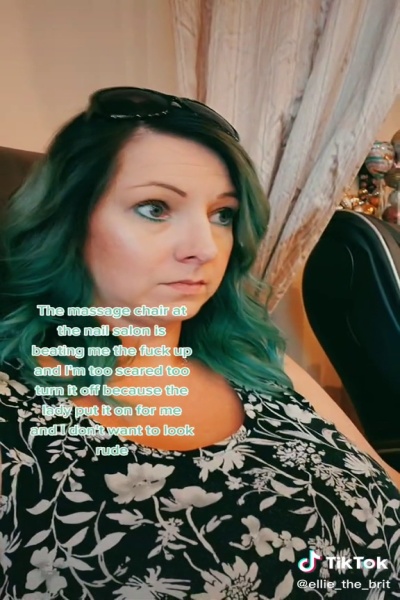 The massage chair at
the nail salon is
beating me the fuck up
and I'm too scared too
turn it off because the
lady put it on for me
and I don't want to look
rude
TikTok
@ellie_the_brit